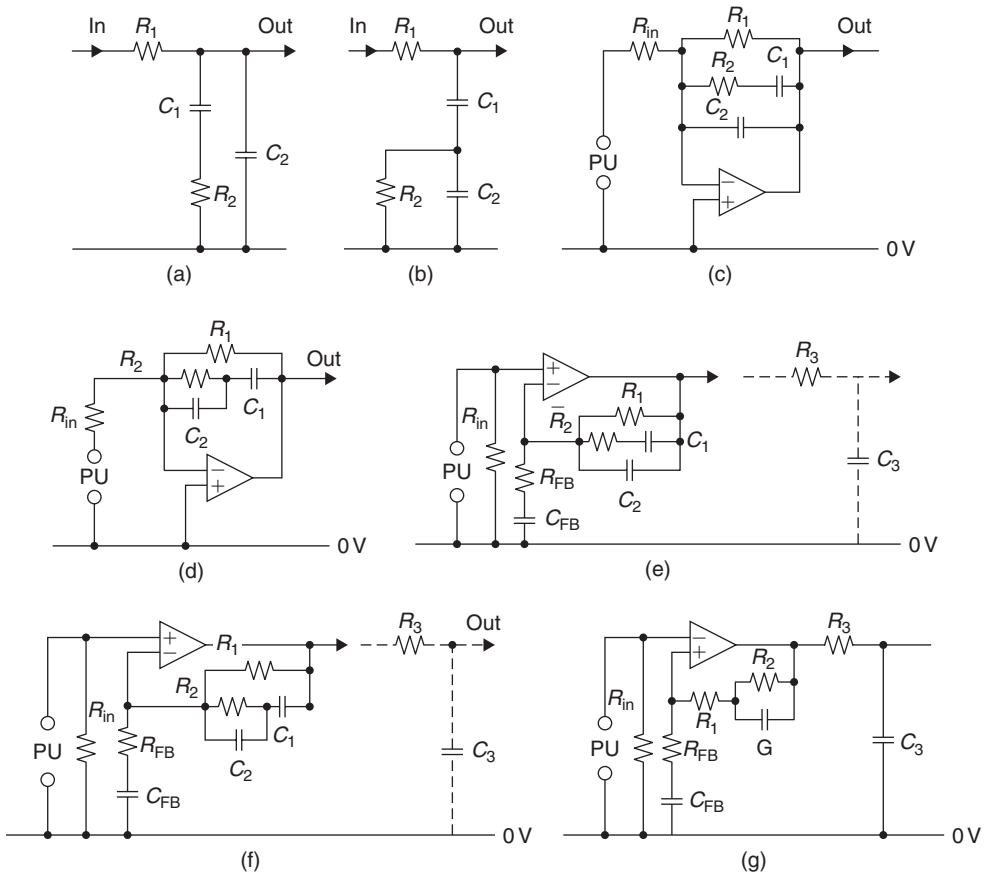 In R1 Out
C1
C2
R2
(a)
In R1 Out
C1
R2 C2
(b)
Rin R1 Out
R2 C1
C2
PU
−
+
0 V
(c)
R1
R2 Out
Rin C2 C1
PU
−
+
0 V
(d)
+
−
R3
R1
Rin R2 C1
C2
PU RFB
CFB
C3
0 V
(e)
+
−
R1 R3 Out
R2
Rin C1
PU RFB C2
CFB
C3
0 V
(f)
−
+
R3
R2
Rin R1
PU RFB G
CFB
C3
0 V
(g)